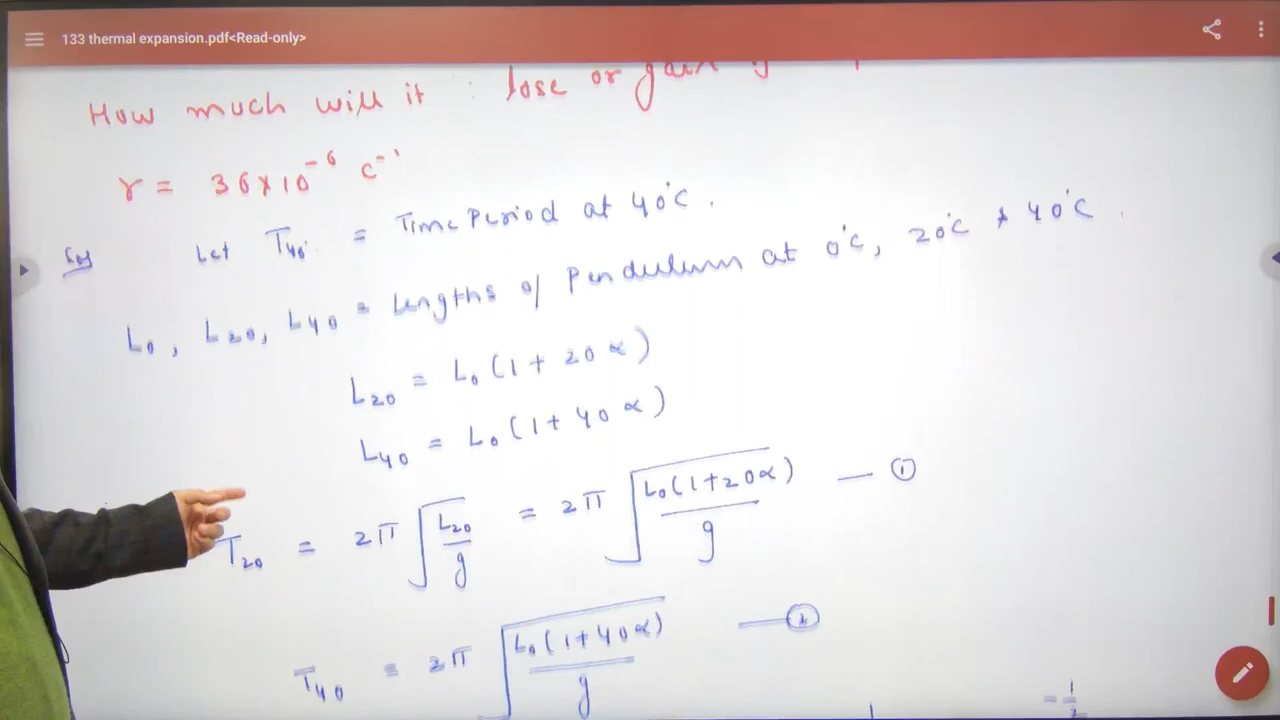 133 thermal expansion.pdf<Read-only>
How much will it : lose or gain
γ = 36×10⁻⁶ c⁻¹
Sol Let T₄₀° = Time Period at 40°C.
L₀, L₂₀, L₄₀ = lengths of Pendulum at 0°C, 20°C & 40°C.
L₂₀ = L₀(1 + 20α)
L₄₀ = L₀(1 + 40α)
T₂₀ = 2π √(L₂₀/g) = 2π √(L₀(1+20α)/g) — ①
T₄₀ = 2π √(L₀(1+40α)/g) — ②